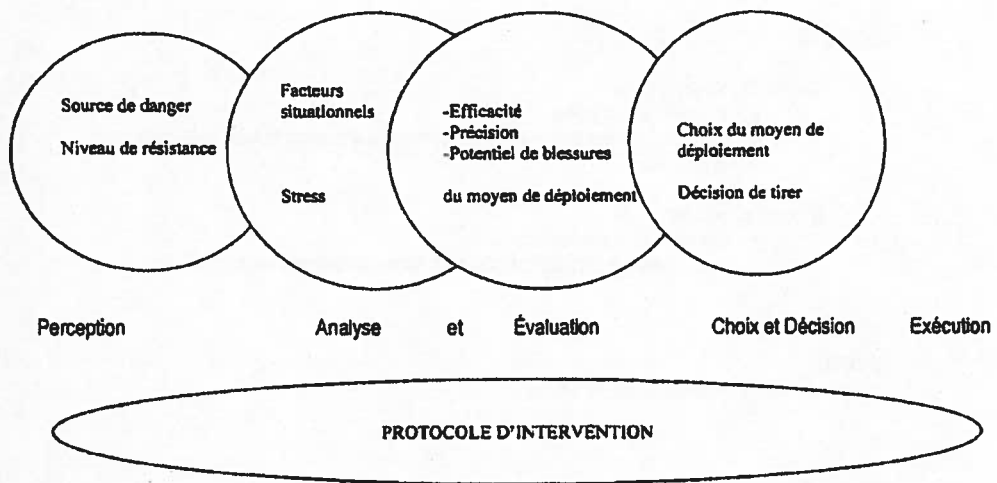 Source de danger
Niveau de résistance
Facteurs
situationnels
Stress
-Efficacité
-Précision
-Potentiel de blessures
du moyen de déploiement
Choix du moyen de
déploiement
Décision de tirer
Perception Analyse et Évaluation Choix et Décision Exécution
PROTOCOLE D'INTERVENTION